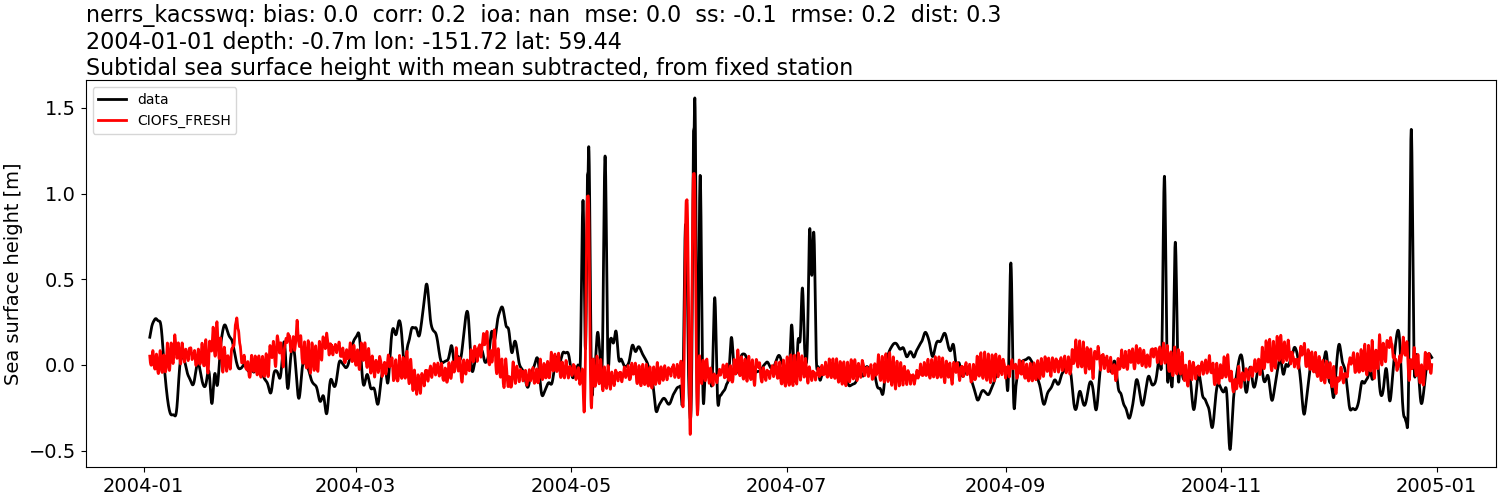 nerrs_kacsswq: bias: 0.0  corr: 0.2  ioa: nan  mse: 0.0  ss: -0.1  rmse: 0.2  dist: 0.3
2004-01-01 depth: -0.7m lon: -151.72 lat: 59.44
Subtidal sea surface height with mean subtracted, from fixed station
data
CIOFS_FRESH
Sea surface height [m]
1.5
1.0
0.5
0.0
−0.5
2004-01
2004-03
2004-05
2004-07
2004-09
2004-11
2005-01